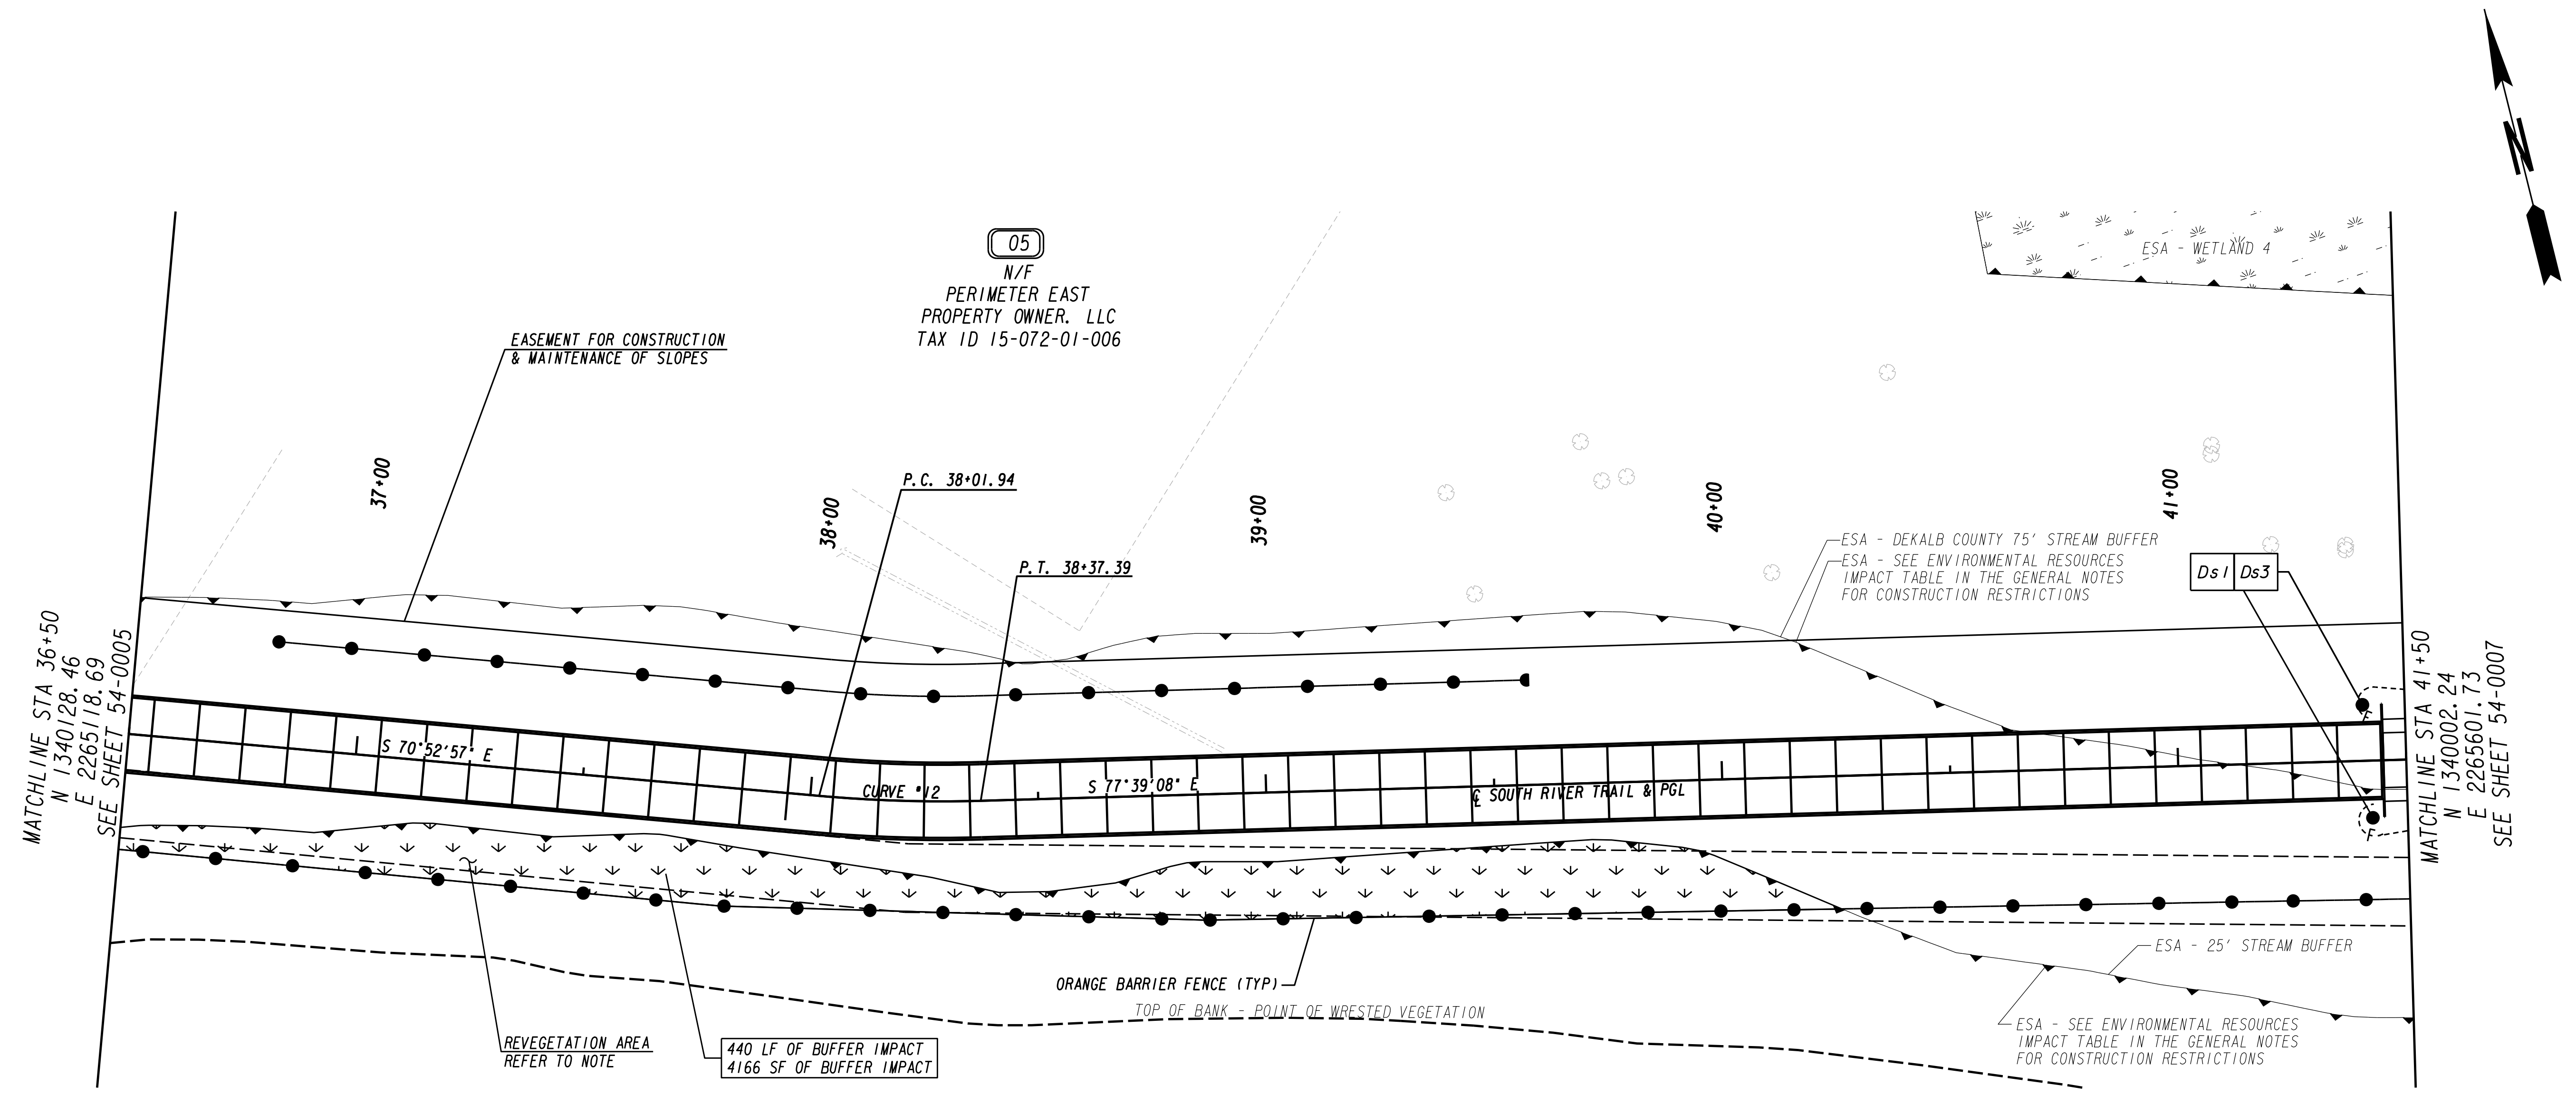 N
05
N/F
PERIMETER EAST
PROPERTY OWNER. LLC
TAX ID 15-072-01-006
ESA - WETLAND 4
EASEMENT FOR CONSTRUCTION
& MAINTENANCE OF SLOPES
37+00
38+00
39+00
40+00
41+00
P.C. 38+01.94
P.T. 38+37.39
ESA - DEKALB COUNTY 75' STREAM BUFFER
ESA - SEE ENVIRONMENTAL RESOURCES
IMPACT TABLE IN THE GENERAL NOTES
FOR CONSTRUCTION RESTRICTIONS
Ds1 Ds3
MATCHLINE STA 36+50
N 1340128.46
E 2265118.69
SEE SHEET 54-0005
MATCHLINE STA 41+50
N 1340002.24
E 2265601.73
SEE SHEET 54-0007
S 70°52'57" E
CURVE #12
S 77°39'08" E
℄ SOUTH RIVER TRAIL & PGL
F
F
ESA - 25' STREAM BUFFER
ORANGE BARRIER FENCE (TYP)
TOP OF BANK - POINT OF WRESTED VEGETATION
REVEGETATION AREA
REFER TO NOTE
440 LF OF BUFFER IMPACT
4166 SF OF BUFFER IMPACT
ESA - SEE ENVIRONMENTAL RESOURCES
IMPACT TABLE IN THE GENERAL NOTES
FOR CONSTRUCTION RESTRICTIONS